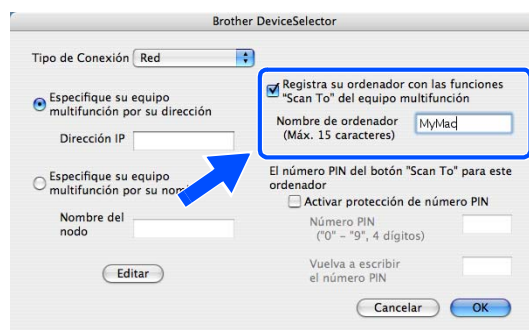 Brother DeviceSelector
Tipo de Conexión Red
Especifique su equipo
multifunción por su dirección
Dirección IP
Especifique su equipo
multifunción por su nom
Nombre del
nodo
Editar
Registra su ordenador con las funciones
"Scan To" del equipo multifunción
Nombre de ordenador MyMac
(Máx. 15 caracteres)
El número PIN del botón "Scan To" para este
ordenador
Activar protección de número PIN
Número PIN
("0" – "9", 4 dígitos)
Vuelva a escribir
el número PIN
Cancelar OK